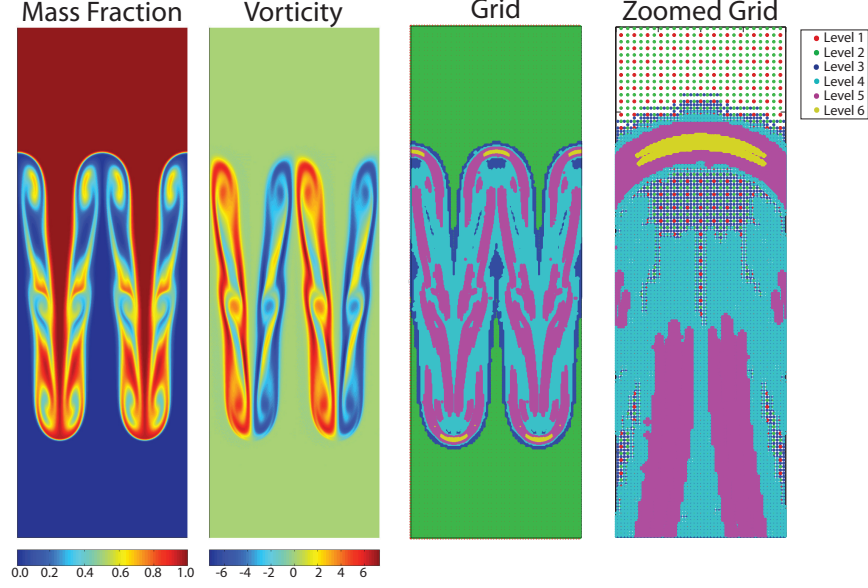 Mass Fraction Vorticity Grid Zoomed Grid
Level 1
Level 2
Level 3
Level 4
Level 5
Level 6
0.0 0.2 0.4 0.6 0.8 1.0 -6 -4 -2 0 2 4 6